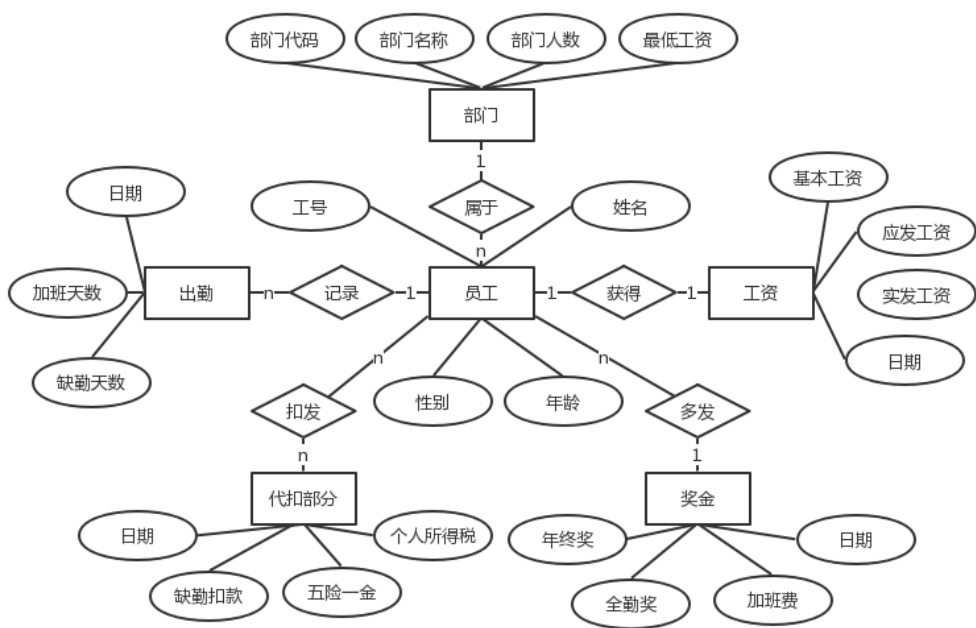 部门代码
部门名称
部门人数
最低工资
部门
1
日期
工号
属于
姓名
基本工资
n
应发工资
加班天数
出勤
n
记录
1
员工
1
获得
1
工资
实发工资
缺勤天数
n
n
日期
扣发
性别
年龄
多发
n
1
代扣部分
奖金
日期
个人所得税
年终奖
日期
缺勤扣款
五险一金
全勤奖
加班费